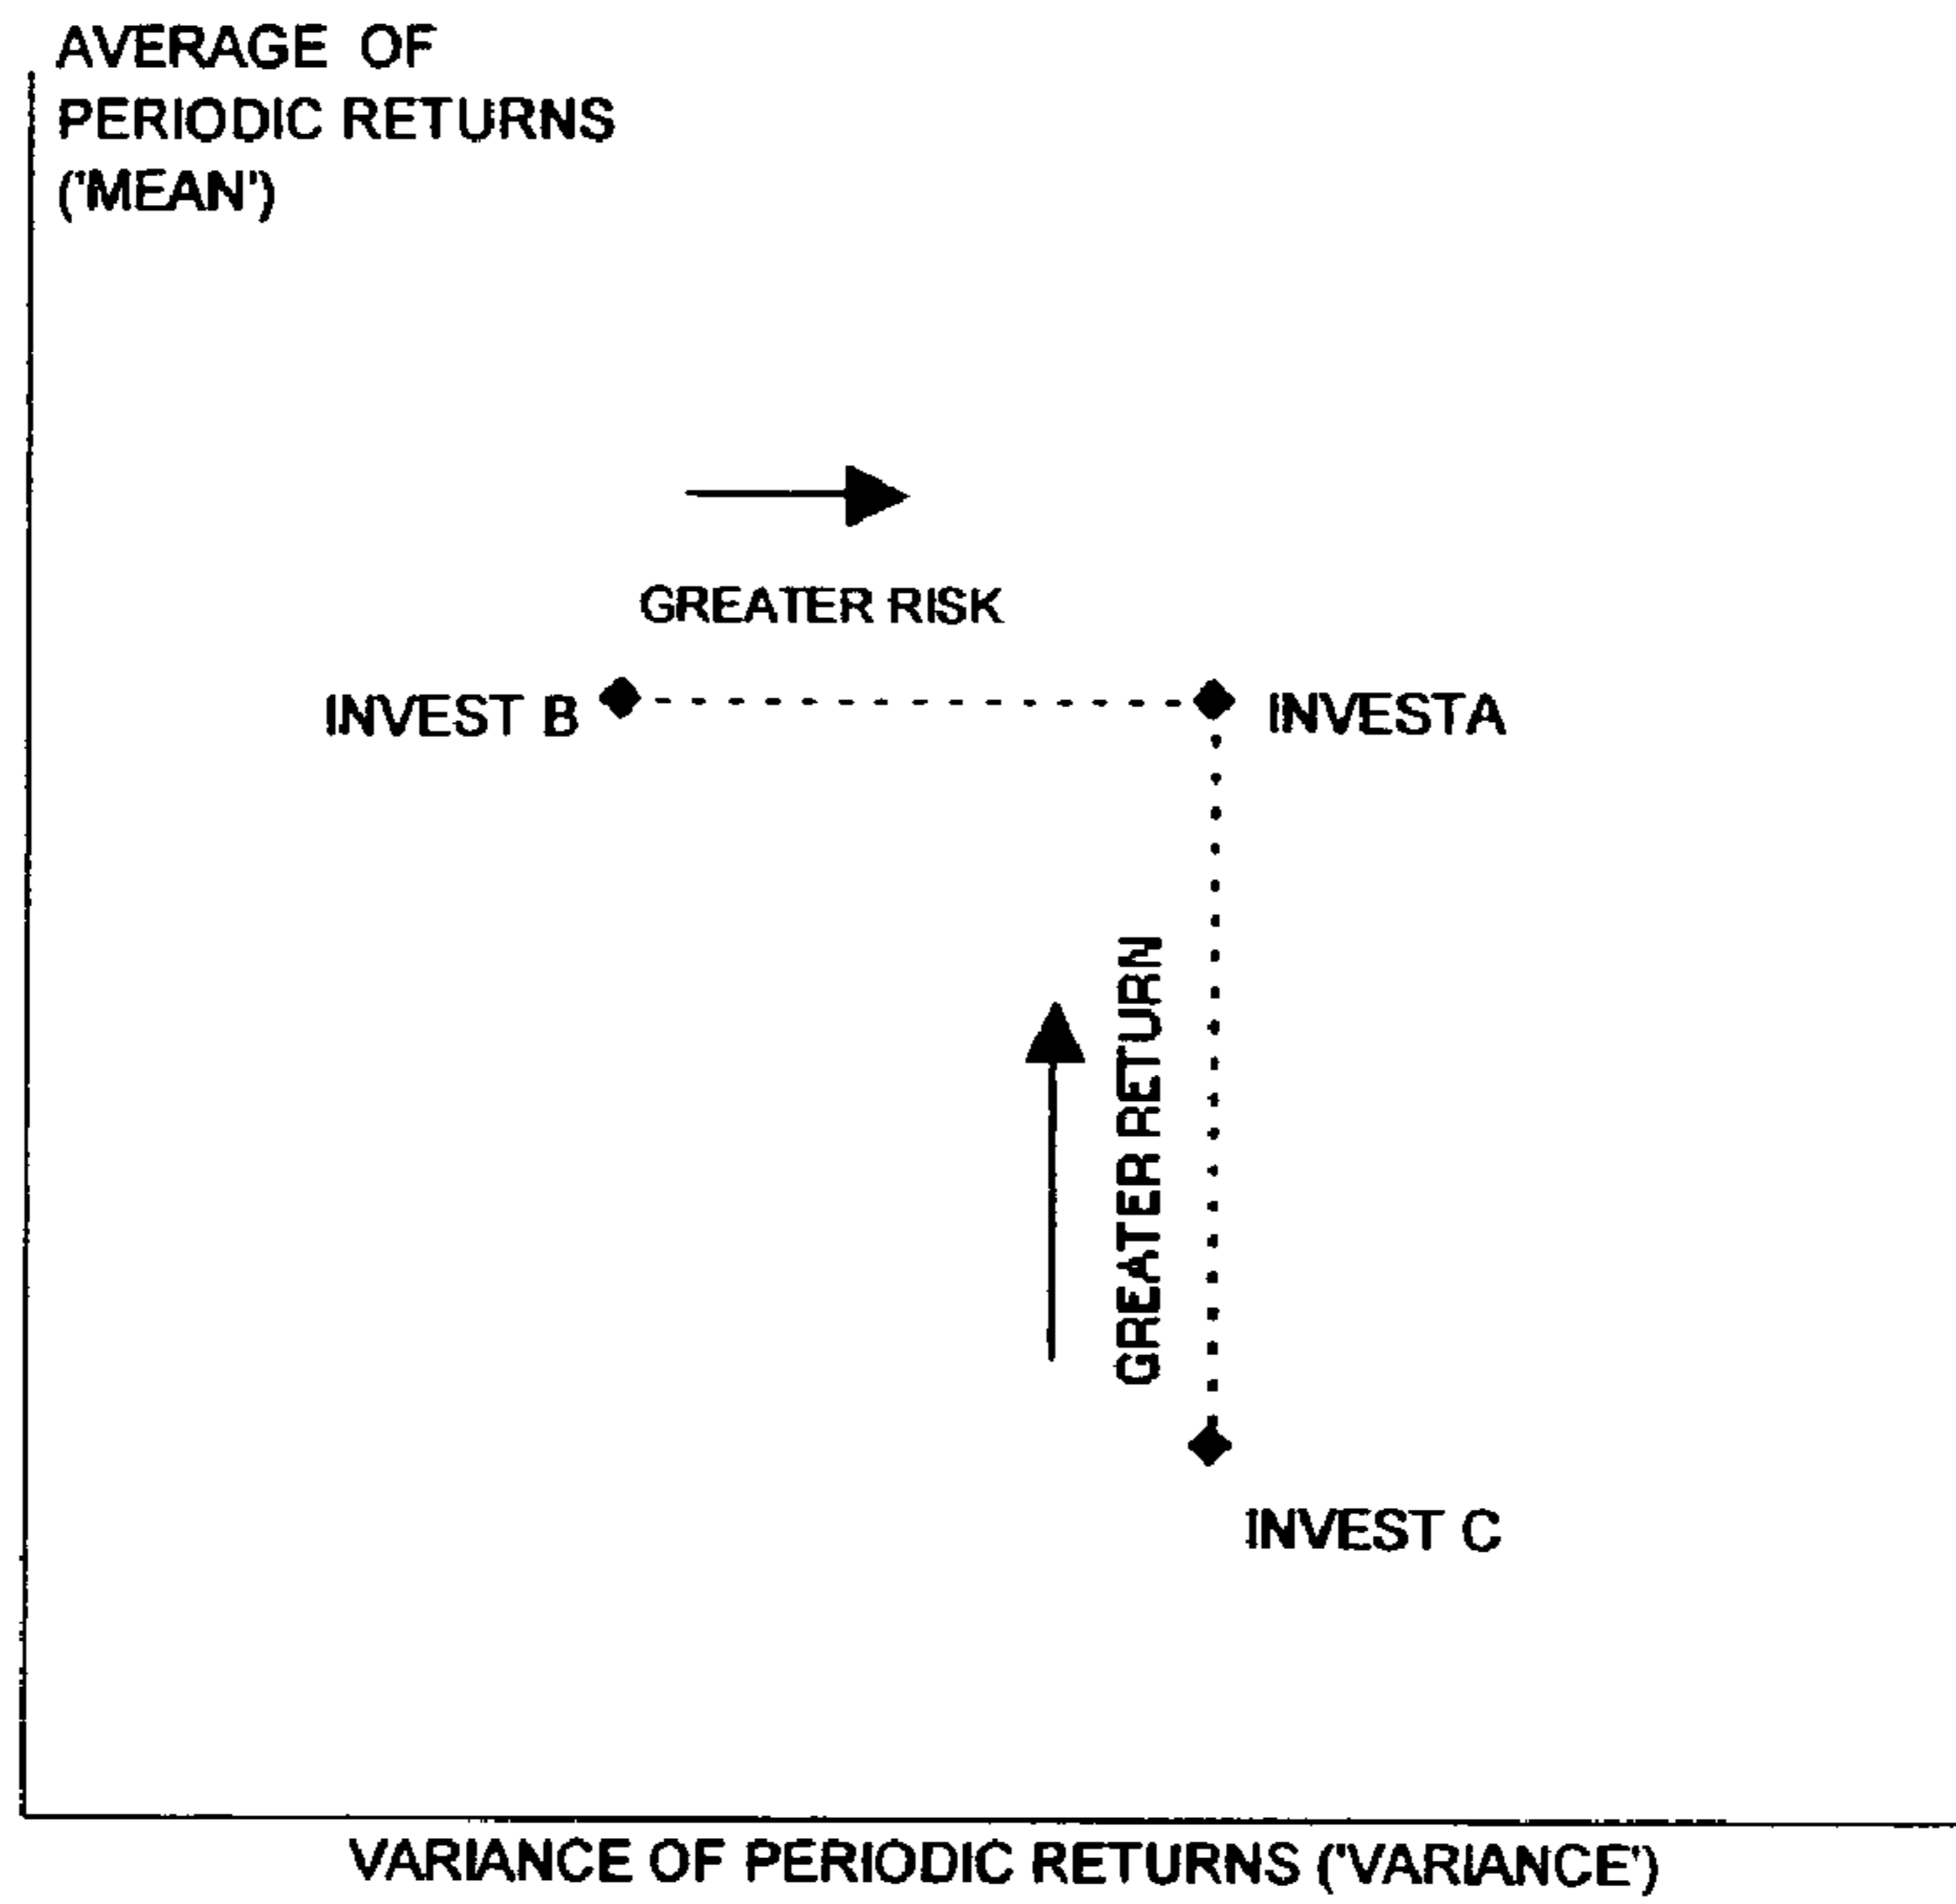 AVERAGE OF
PERIODIC RETURNS
('MEAN')
GREATER RISK
INVEST B
INVESTA
GREATER RETURN
INVEST C
VARIANCE OF PERIODIC RETURNS ('VARIANCE')